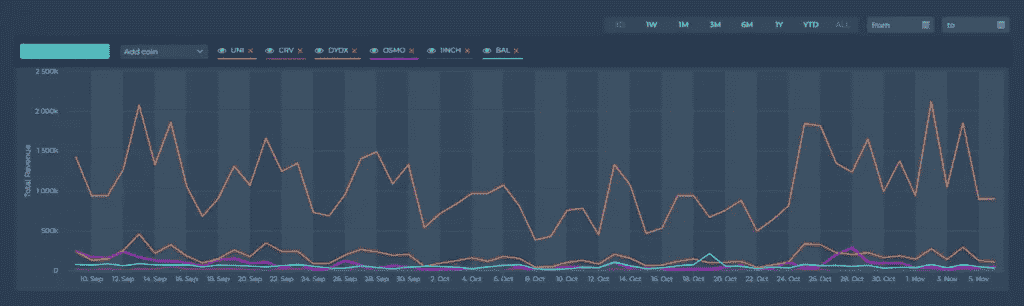 1D 1W 1M 3M 6M 1Y YTD ALL from to
Add coin UNI × CRV × DYDX × OSMO × 1INCH × BAL ×
2 500k
2 000k
1 500k
1 000k
500k
0
Total Revenue
10. Sep 12. Sep 14. Sep 16. Sep 18. Sep 20. Sep 22. Sep 24. Sep 26. Sep 28. Sep 30. Sep 2. Oct 4. Oct 6. Oct 8. Oct 10. Oct 12. Oct 14. Oct 16. Oct 18. Oct 20. Oct 22. Oct 24. Oct 26. Oct 28. Oct 30. Oct 1. Nov 3. Nov 5. Nov